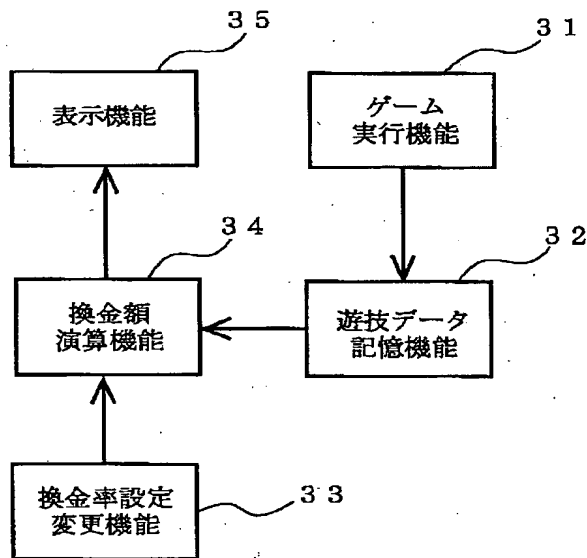 35
31
表示機能
ゲーム
実行機能
34
32
換金額
演算機能
遊技データ
記憶機能
換金率設定
変更機能
33